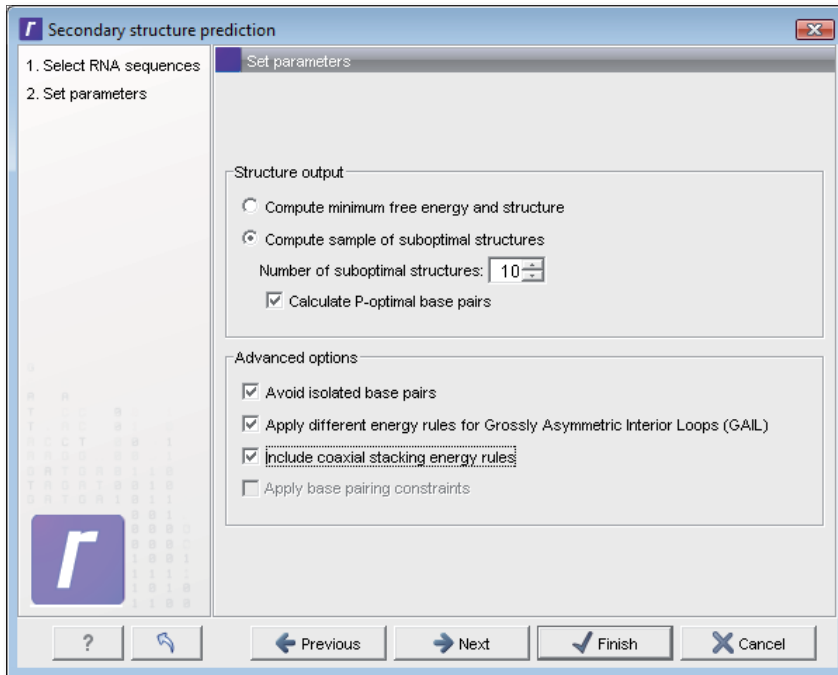 Secondary structure prediction
1. Select RNA sequences
2. Set parameters
Set parameters
Structure output
Compute minimum free energy and structure
Compute sample of suboptimal structures
Number of suboptimal structures: 10
Calculate P-optimal base pairs
Advanced options
Avoid isolated base pairs
Apply different energy rules for Grossly Asymmetric Interior Loops (GAIL)
Include coaxial stacking energy rules
Apply base pairing constraints
r
?
Previous
Next
Finish
Cancel